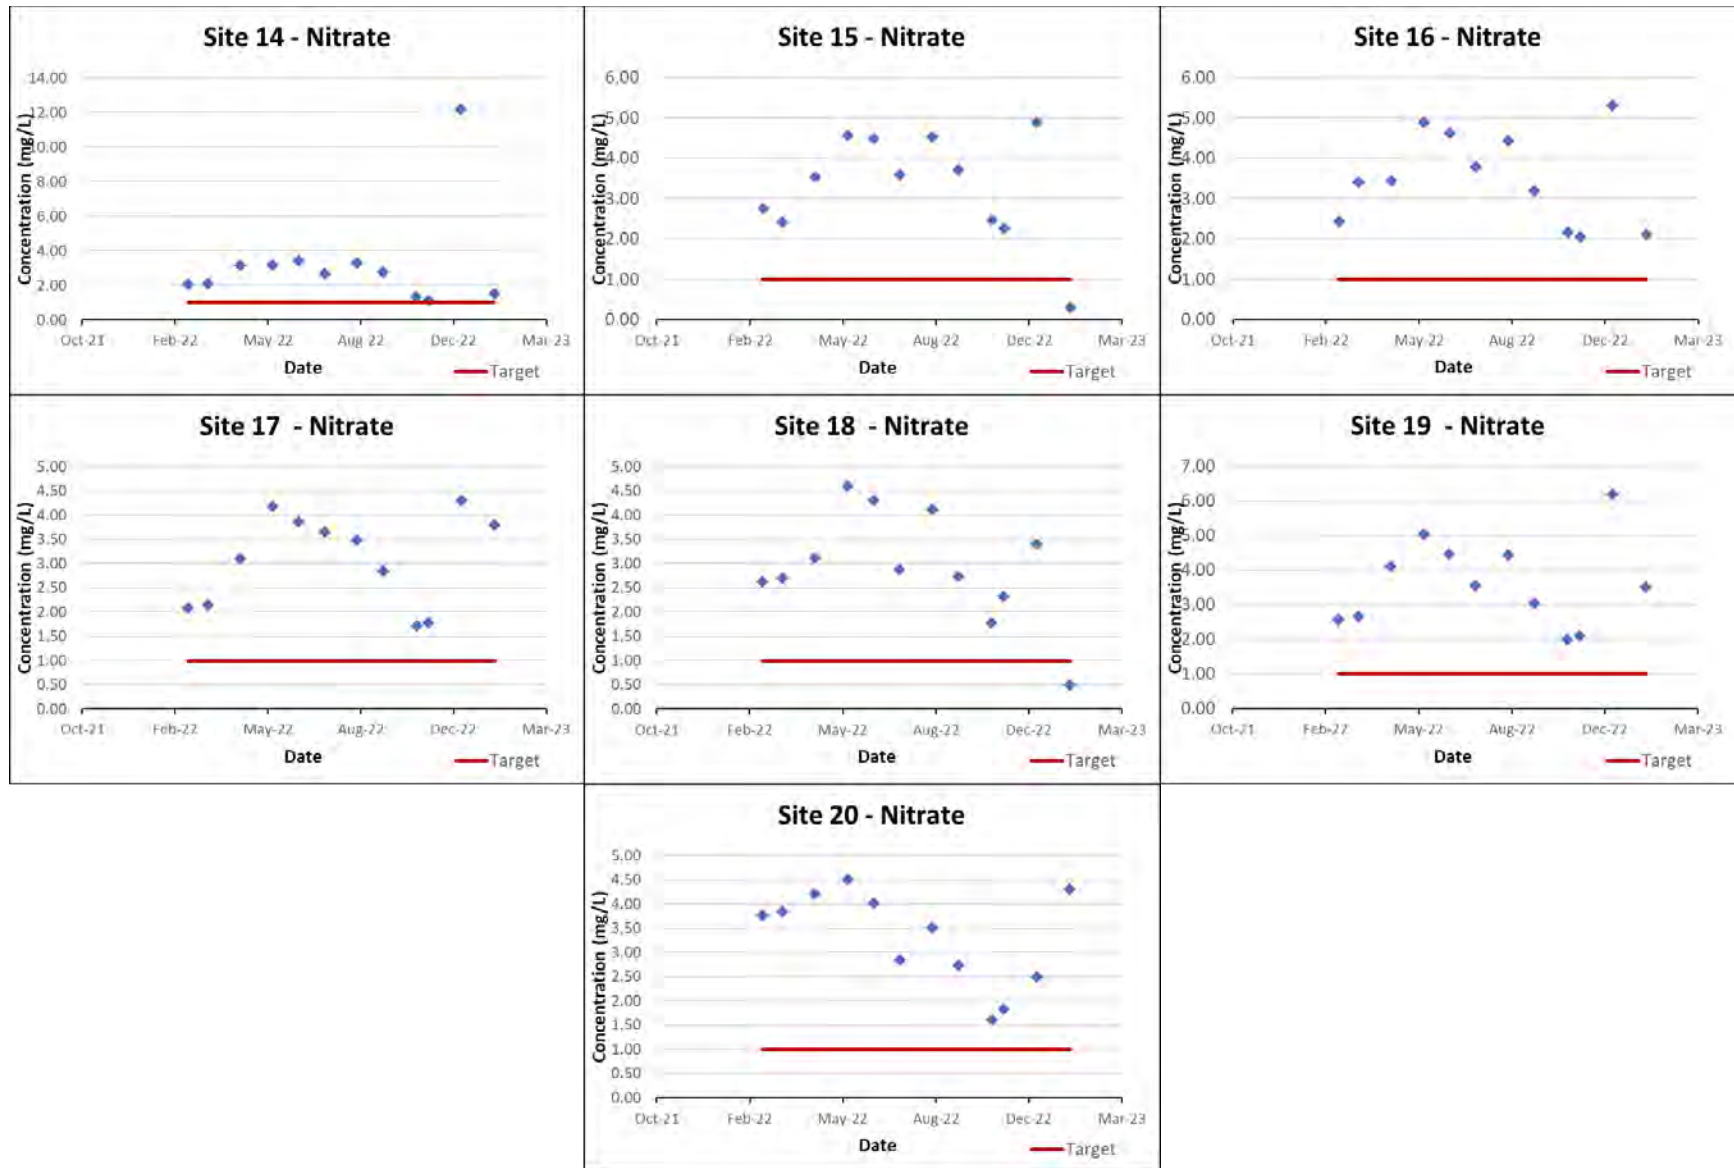 Site 14 - Nitrate
Concentration (mg/L)
14.00
12.00
10.00
8.00
6.00
4.00
2.00
0.00
Oct-21 Feb-22 May-22 Aug-22 Dec-22 Mar-23
Date
Target
Site 15 - Nitrate
Concentration (mg/L)
6.00
5.00
4.00
3.00
2.00
1.00
0.00
Oct-21 Feb-22 May-22 Aug-22 Dec-22 Mar-23
Date
Target
Site 16 - Nitrate
Concentration (mg/L)
6.00
5.00
4.00
3.00
2.00
1.00
0.00
Oct-21 Feb-22 May-22 Aug-22 Dec-22 Mar-23
Date
Target
Site 17 - Nitrate
Concentration (mg/L)
5.00
4.50
4.00
3.50
3.00
2.50
2.00
1.50
1.00
0.50
0.00
Oct-21 Feb-22 May-22 Aug-22 Dec-22 Mar-23
Date
Target
Site 18 - Nitrate
Concentration (mg/L)
5.00
4.50
4.00
3.50
3.00
2.50
2.00
1.50
1.00
0.50
0.00
Oct-21 Feb-22 May-22 Aug-22 Dec-22 Mar-23
Date
Target
Site 19 - Nitrate
Concentration (mg/L)
7.00
6.00
5.00
4.00
3.00
2.00
1.00
0.00
Oct-21 Feb-22 May-22 Aug-22 Dec-22 Mar-23
Date
Target
Site 20 - Nitrate
Concentration (mg/L)
5.00
4.50
4.00
3.50
3.00
2.50
2.00
1.50
1.00
0.50
0.00
Oct-21 Feb-22 May-22 Aug-22 Dec-22 Mar-23
Date
Target